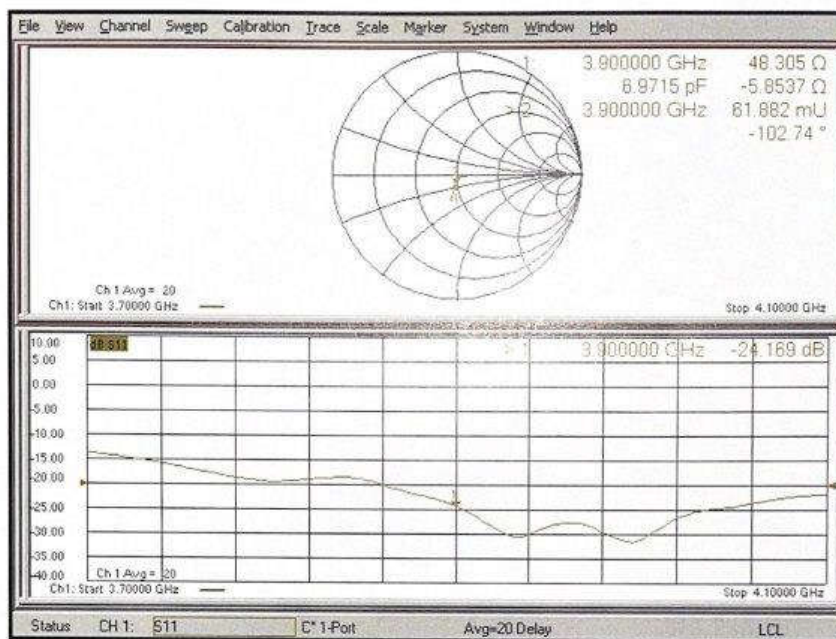 File View Channel Sweep Calibration Trace Scale Marker System Window Help
1: 3.900000 GHz 48.305 Ω
6.9715 pF -5.8537 Ω
> 2: 3.900000 GHz 61.882 mU
-102.74 °
Ch 1 Avg = 20
Ch1: Start 3.70000 GHz
Stop 4.10000 GHz
10.00 dB S11
> 1: 3.900000 GHz -24.169 dB
5.00
0.00
-5.00
-10.00
-15.00
-20.00
-25.00
-30.00
-35.00
-40.00
Ch 1 Avg = 20
Ch1: Start 3.70000 GHz
Stop 4.10000 GHz
Status CH 1: S11 C* 1-Port Avg=20 Delay LCL